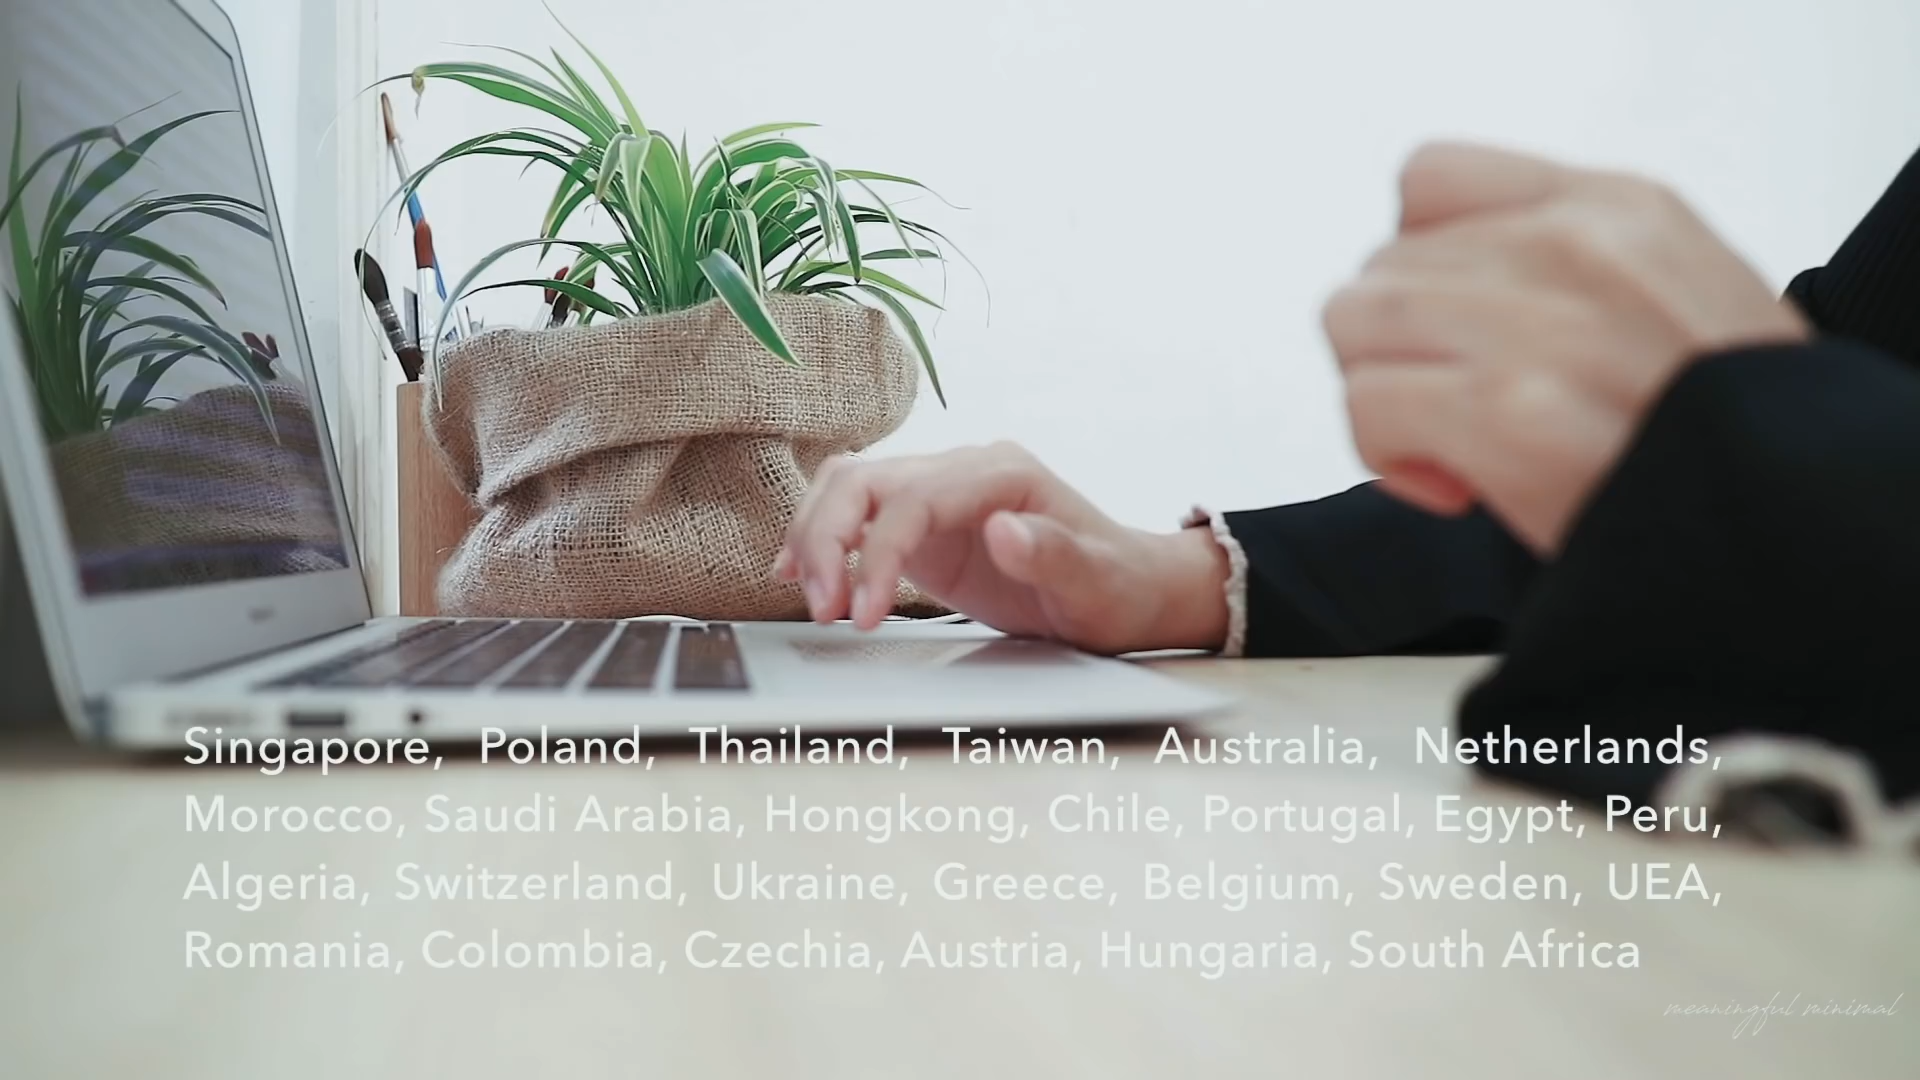 Singapore, Poland, Thailand, Taiwan, Australia, Netherlands,
Morocco, Saudi Arabia, Hongkong, Chile, Portugal, Egypt, Peru,
Algeria, Switzerland, Ukraine, Greece, Belgium, Sweden, UEA,
Romania, Colombia, Czechia, Austria, Hungaria, South Africa
meaningful minimal